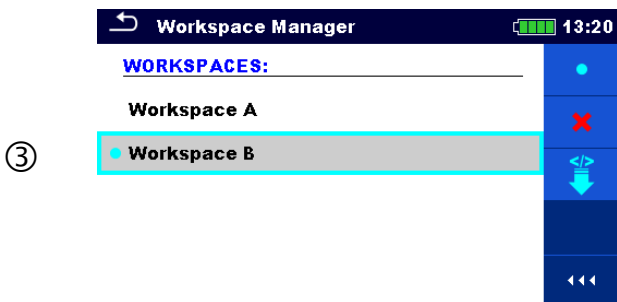 Workspace Manager 13:20
WORKSPACES:
Workspace A
③ Workspace B
</>